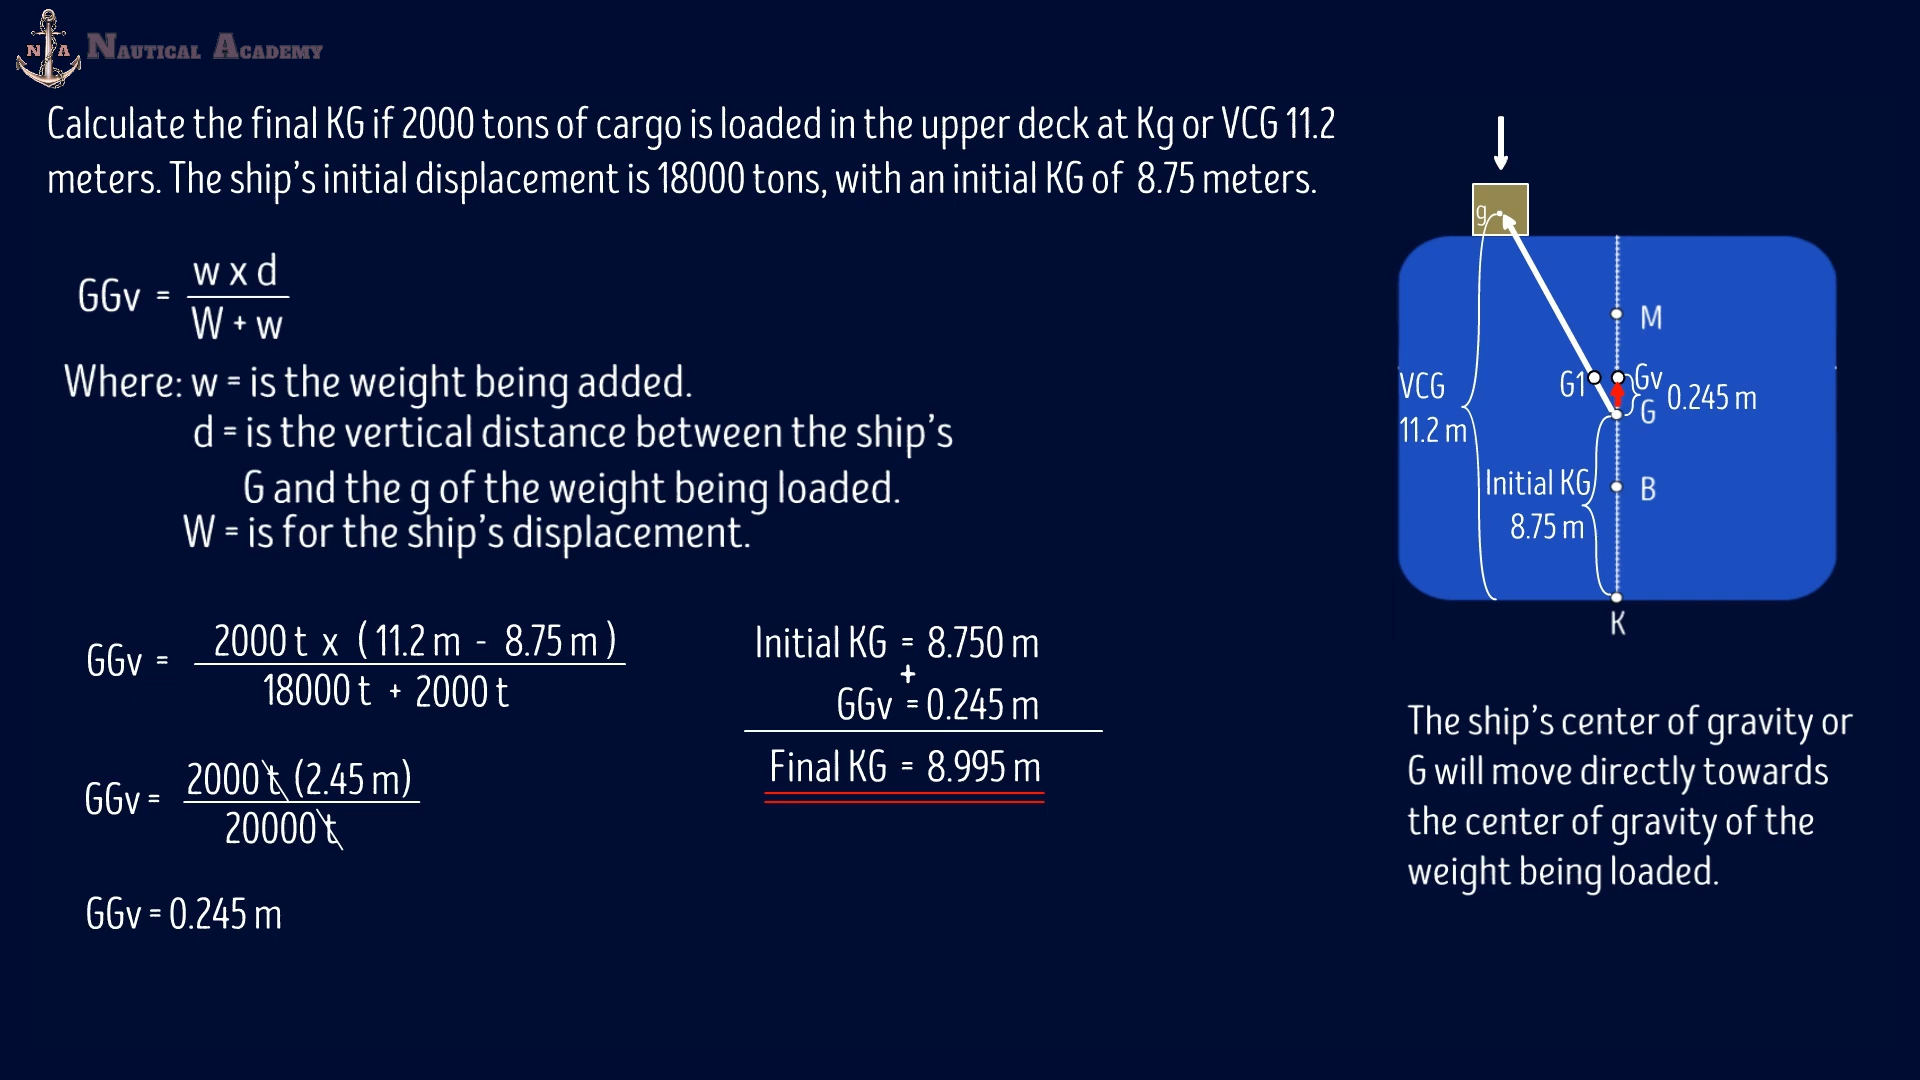 N A NAUTICAL ACADEMY
Calculate the final KG if 2000 tons of cargo is loaded in the upper deck at Kg or VCG 11.2
meters. The ship's initial displacement is 18000 tons, with an initial KG of 8.75 meters.
GGv = w x d
W + w
Where: w = is the weight being added.
d = is the vertical distance between the ship's
G and the g of the weight being loaded.
W = is for the ship's displacement.
GGv = 2000 t x ( 11.2 m - 8.75 m )
18000 t + 2000 t
GGv = 2000 t (2.45 m)
20000 t
GGv = 0.245 m
Initial KG = 8.750 m
+
GGv = 0.245 m
Final KG = 8.995 m
g
M
G1
Gv
G
0.245 m
VCG
11.2 m
Initial KG
8.75 m
B
K
The ship's center of gravity or
G will move directly towards
the center of gravity of the
weight being loaded.